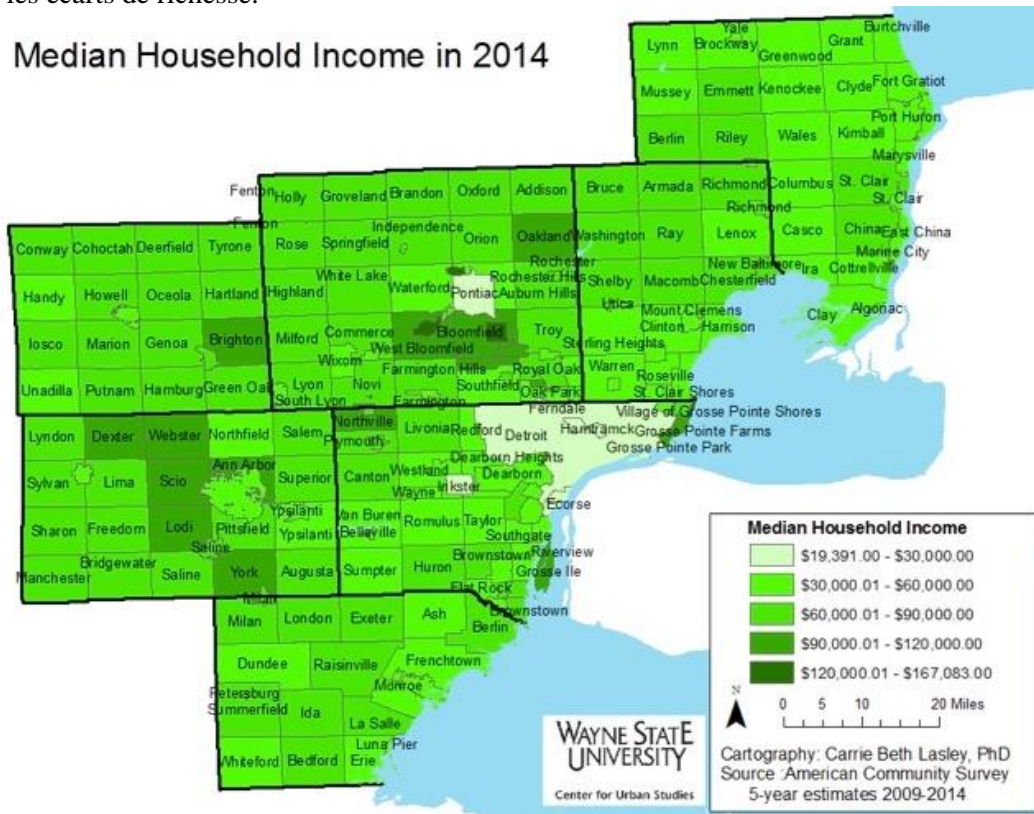 les écarts de richesse.
Median Household Income in 2014
Yale
Burtchville
Lynn
Brockway
Grant
Greenwood
Mussey
Emmett
Kenockee
Clyde
Fort Gratiot
Port Huron
Berlin
Riley
Wales
Kimball
Marysville
Fenton
Holly
Groveland
Brandon
Oxford
Addison
Bruce
Armada
Richmond
Columbus
St. Clair
St. Clair
Richmond
Fenton
Conway
Cohoctah
Deerfield
Tyrone
Rose
Springfield
Independence
Orion
Oakland
Washington
Ray
Lenox
Casco
China
East China
Marine City
Rochester
White Lake
Rochester Hills
New Baltimore
Ira
Cottrellville
Handy
Howell
Oceola
Hartland
Highland
Waterford
Pontiac
Auburn Hills
Shelby
Macomb
Chesterfield
Utica
Mount Clemens
Clay
Algonac
Iosco
Marion
Genoa
Brighton
Milford
Commerce
Bloomfield
Troy
Clinton
Harrison
Sterling Heights
West Bloomfield
Wixom
Farmington Hills
Royal Oak
Warren
Roseville
Unadilla
Putnam
Hamburg
Green Oak
Lyon
Novi
Southfield
Oak Park
St. Clair Shores
South Lyon
Farmington
Ferndale
Village of Grosse Pointe Shores
Lyndon
Dexter
Webster
Northfield
Salem
Northville
Livonia
Redford
Detroit
Hamtramck
Grosse Pointe Farms
Plymouth
Grosse Pointe Park
Dearborn Heights
Ann Arbor
Sylvan
Lima
Scio
Superior
Canton
Westland
Dearborn
Wayne
Inkster
Ecorse
Ypsilanti
Van Buren
Sharon
Freedom
Lodi
Pittsfield
Ypsilanti
Belleville
Romulus
Taylor
Southgate
Saline
Bridgewater
Brownstown
Riverview
Manchester
Saline
York
Augusta
Sumpter
Huron
Grosse Ile
Flat Rock
Milan
Brownstown
Milan
London
Exeter
Ash
Berlin
Dundee
Raisinville
Frenchtown
Monroe
Petersburg
Summerfield
Ida
La Salle
Luna Pier
Whiteford
Bedford
Erie
Median Household Income
$19,391.00 - $30,000.00
$30,000.01 - $60,000.00
$60,000.01 - $90,000.00
$90,000.01 - $120,000.00
$120,000.01 - $167,083.00
N
0 5 10 20 Miles
Cartography: Carrie Beth Lasley, PhD
Source :American Community Survey
5-year estimates 2009-2014
WAYNE STATE
UNIVERSITY
Center for Urban Studies